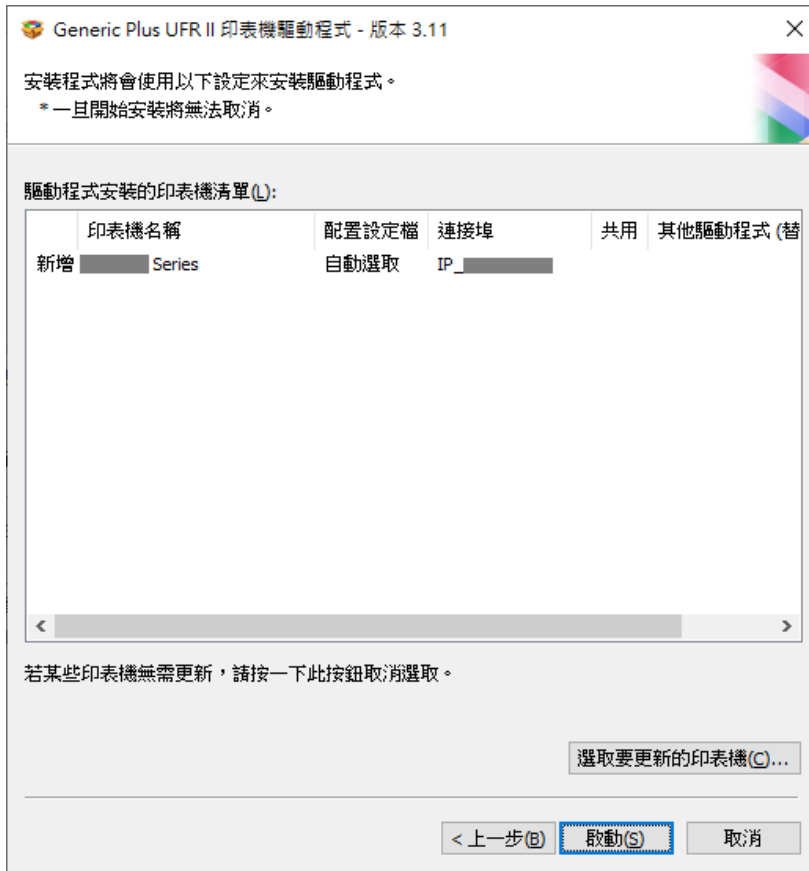 Generic Plus UFR II 印表機驅動程式 - 版本 3.11
安裝程式將會使用以下設定來安裝驅動程式。
* 一旦開始安裝將無法取消。
驅動程式安裝的印表機清單(L):
印表機名稱 配置設定檔 連接埠 共用 其他驅動程式 (替
新增 Series 自動選取 IP_
若某些印表機無需更新，請按一下此按鈕取消選取。
選取要更新的印表機(C)...
< 上一步(B) 啟動(S) 取消